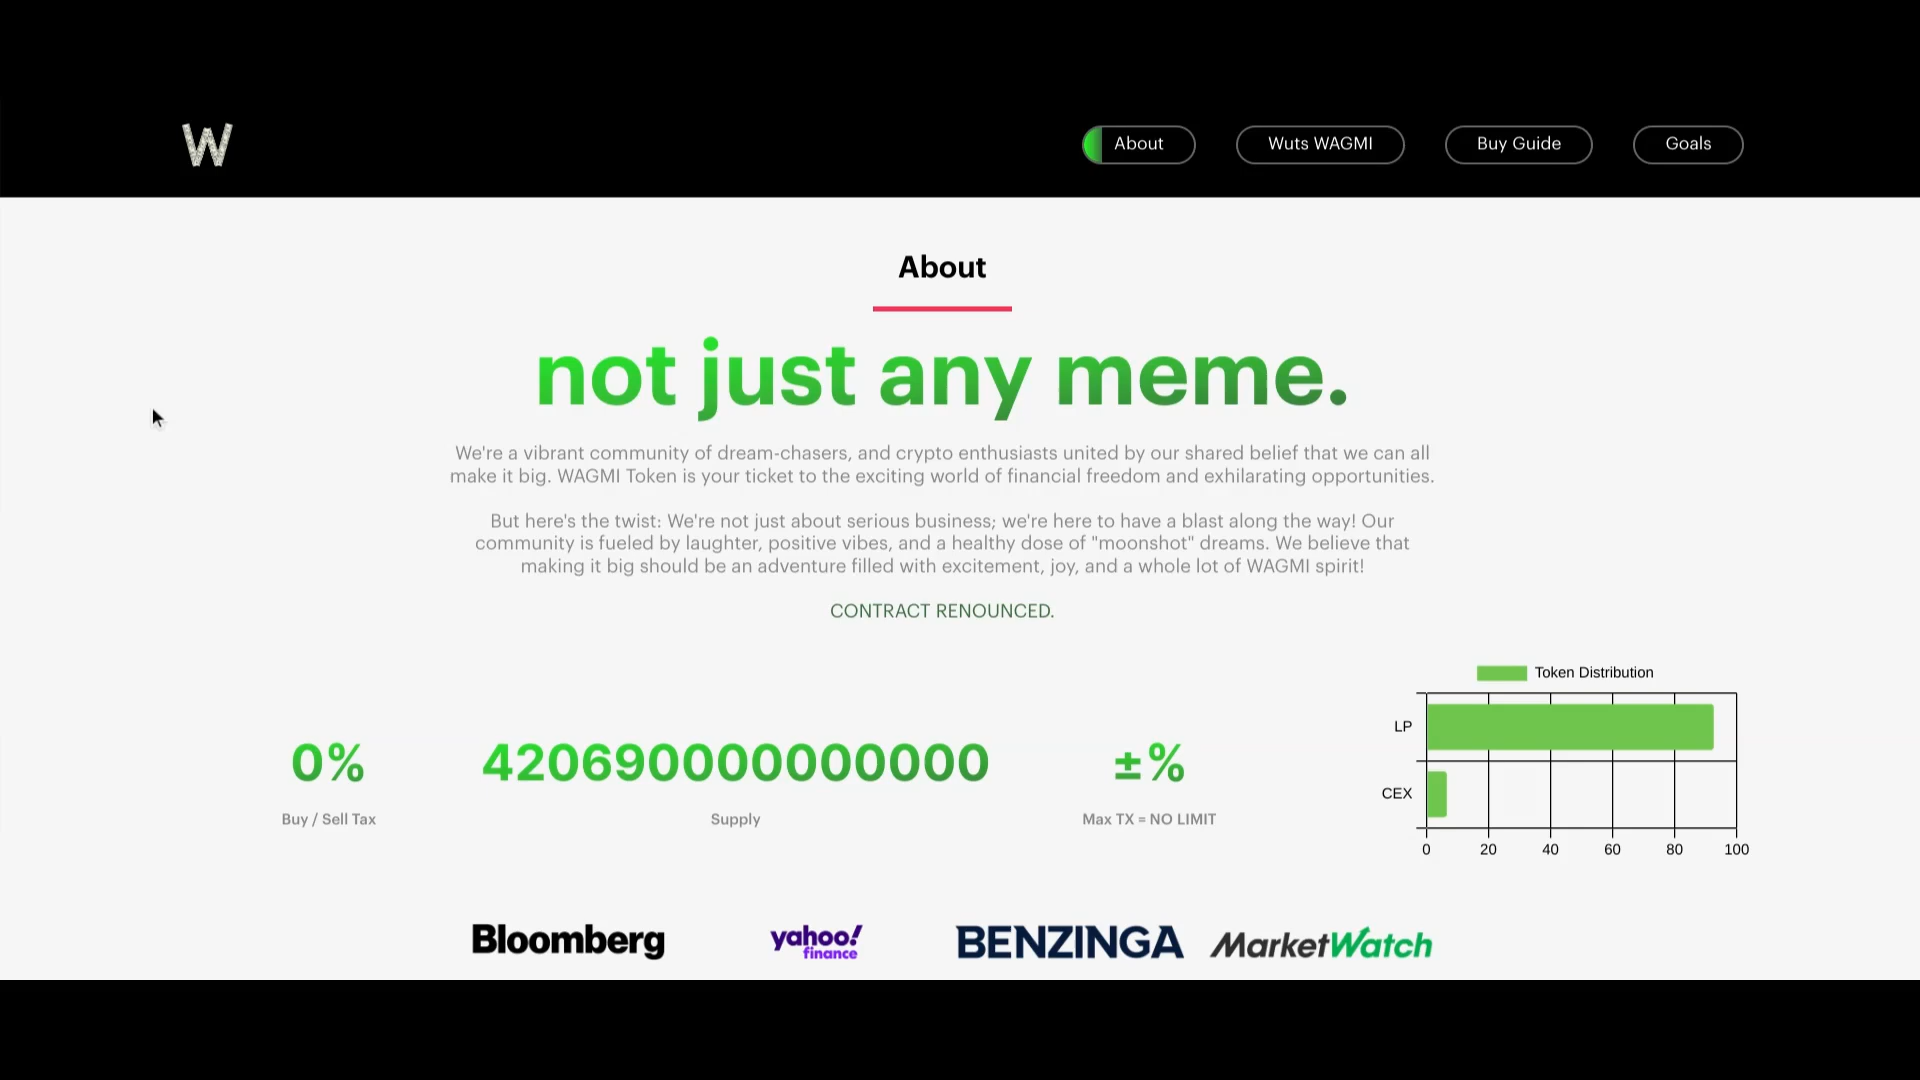 W
About
Wuts WAGMI
Buy Guide
Goals
About
not just any meme.
We're a vibrant community of dream-chasers, and crypto enthusiasts united by our shared belief that we can all
make it big. WAGMI Token is your ticket to the exciting world of financial freedom and exhilarating opportunities.
But here's the twist: We're not just about serious business; we're here to have a blast along the way! Our
community is fueled by laughter, positive vibes, and a healthy dose of "moonshot" dreams. We believe that
making it big should be an adventure filled with excitement, joy, and a whole lot of WAGMI spirit!
CONTRACT RENOUNCED.
0%
Buy / Sell Tax
420690000000000
Supply
±%
Max TX = NO LIMIT
Token Distribution
LP
CEX
0 20 40 60 80 100
Bloomberg
yahoo!
finance
BENZINGA
MarketWatch